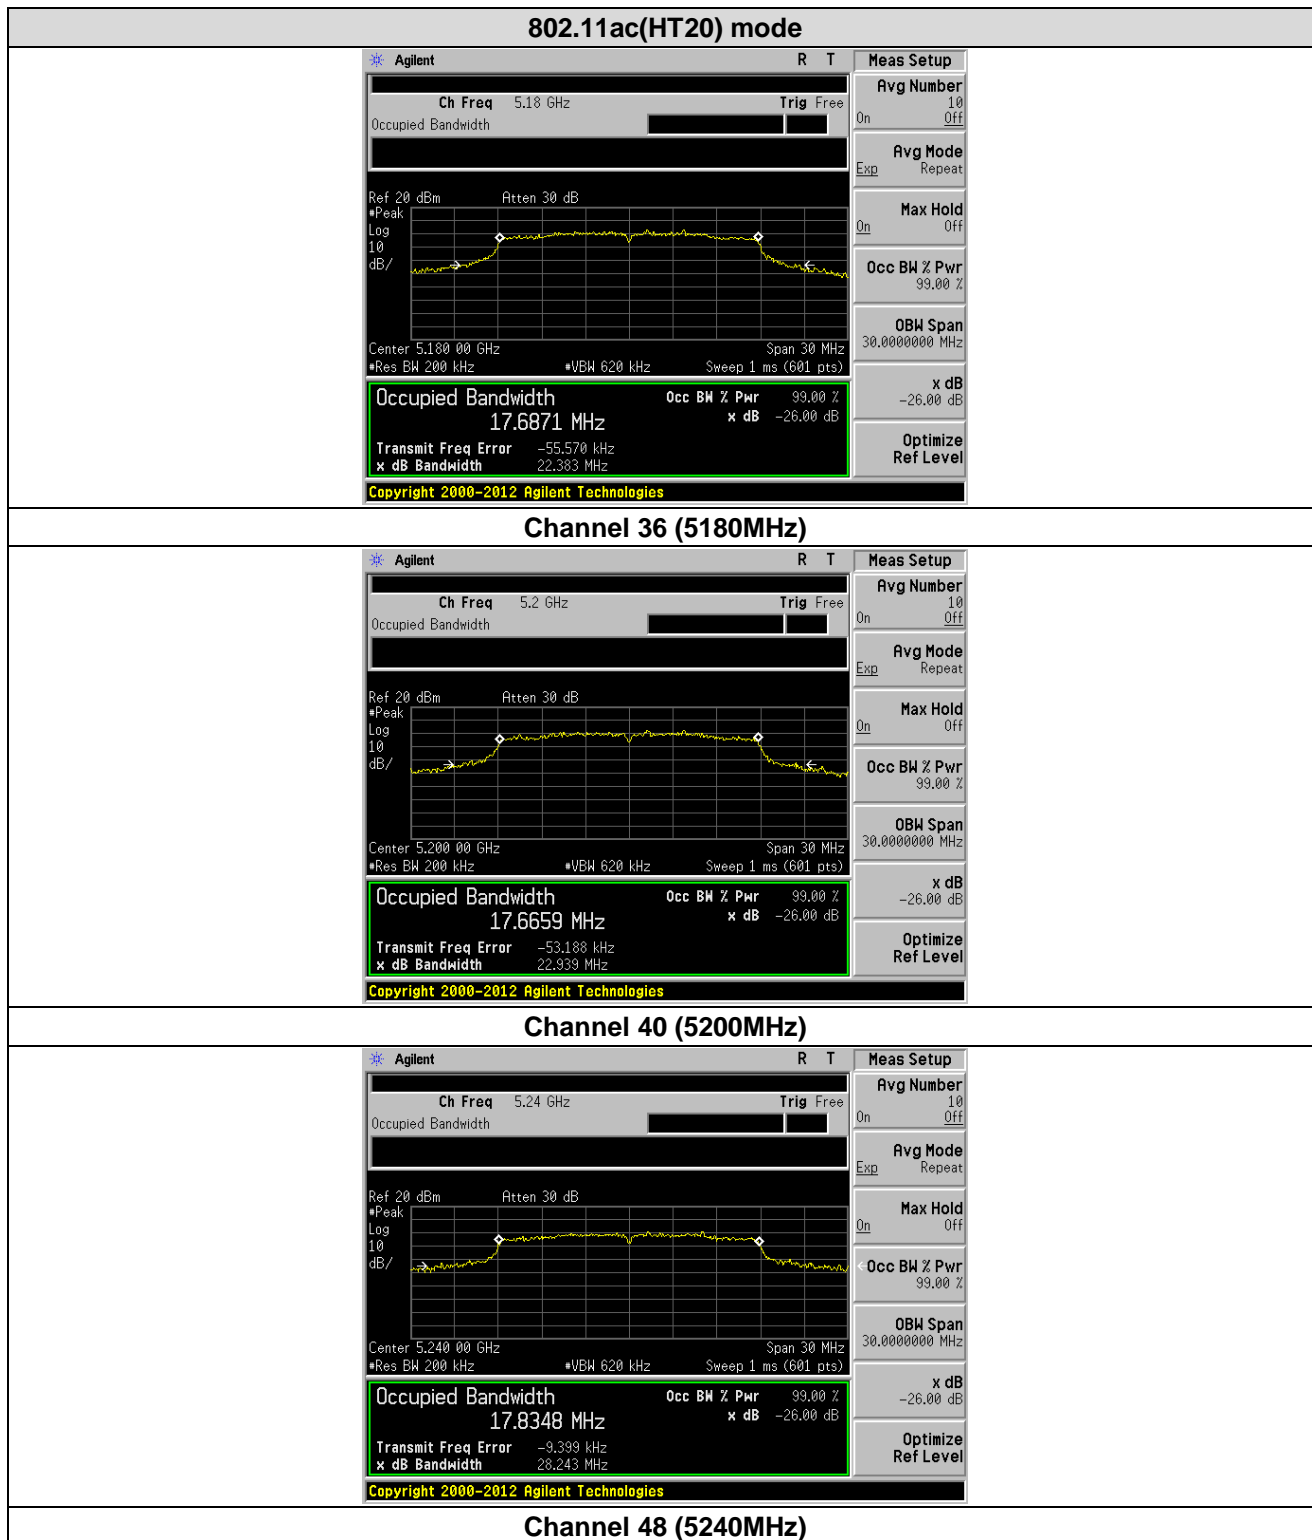 802.11ac(HT20) mode
Agilent R T Meas Setup
Ch Freq 5.18 GHz Trig Free
Occupied Bandwidth
Avg Number
10
On Off
Avg Mode
Exp Repeat
Ref 20 dBm Atten 30 dB
#Peak
Log
10
dB/
Max Hold
On Off
Occ BW % Pwr
99.00 %
OBW Span
30.0000000 MHz
Center 5.180 00 GHz Span 30 MHz
#Res BW 200 kHz #VBW 620 kHz Sweep 1 ms (601 pts)
x dB
-26.00 dB
Occupied Bandwidth Occ BW % Pwr 99.00 %
17.6871 MHz x dB -26.00 dB
Transmit Freq Error -55.570 kHz
x dB Bandwidth 22.383 MHz
Optimize
Ref Level
Copyright 2000-2012 Agilent Technologies
Channel 36 (5180MHz)
Agilent R T Meas Setup
Ch Freq 5.2 GHz Trig Free
Occupied Bandwidth
Avg Number
10
On Off
Avg Mode
Exp Repeat
Ref 20 dBm Atten 30 dB
#Peak
Log
10
dB/
Max Hold
On Off
Occ BW % Pwr
99.00 %
OBW Span
30.0000000 MHz
Center 5.200 00 GHz Span 30 MHz
#Res BW 200 kHz #VBW 620 kHz Sweep 1 ms (601 pts)
x dB
-26.00 dB
Occupied Bandwidth Occ BW % Pwr 99.00 %
17.6659 MHz x dB -26.00 dB
Transmit Freq Error -53.188 kHz
x dB Bandwidth 22.939 MHz
Optimize
Ref Level
Copyright 2000-2012 Agilent Technologies
Channel 40 (5200MHz)
Agilent R T Meas Setup
Ch Freq 5.24 GHz Trig Free
Occupied Bandwidth
Avg Number
10
On Off
Avg Mode
Exp Repeat
Ref 20 dBm Atten 30 dB
#Peak
Log
10
dB/
Max Hold
On Off
Occ BW % Pwr
99.00 %
OBW Span
30.0000000 MHz
Center 5.240 00 GHz Span 30 MHz
#Res BW 200 kHz #VBW 620 kHz Sweep 1 ms (601 pts)
x dB
-26.00 dB
Occupied Bandwidth Occ BW % Pwr 99.00 %
17.8348 MHz x dB -26.00 dB
Transmit Freq Error -9.399 kHz
x dB Bandwidth 28.243 MHz
Optimize
Ref Level
Copyright 2000-2012 Agilent Technologies
Channel 48 (5240MHz)